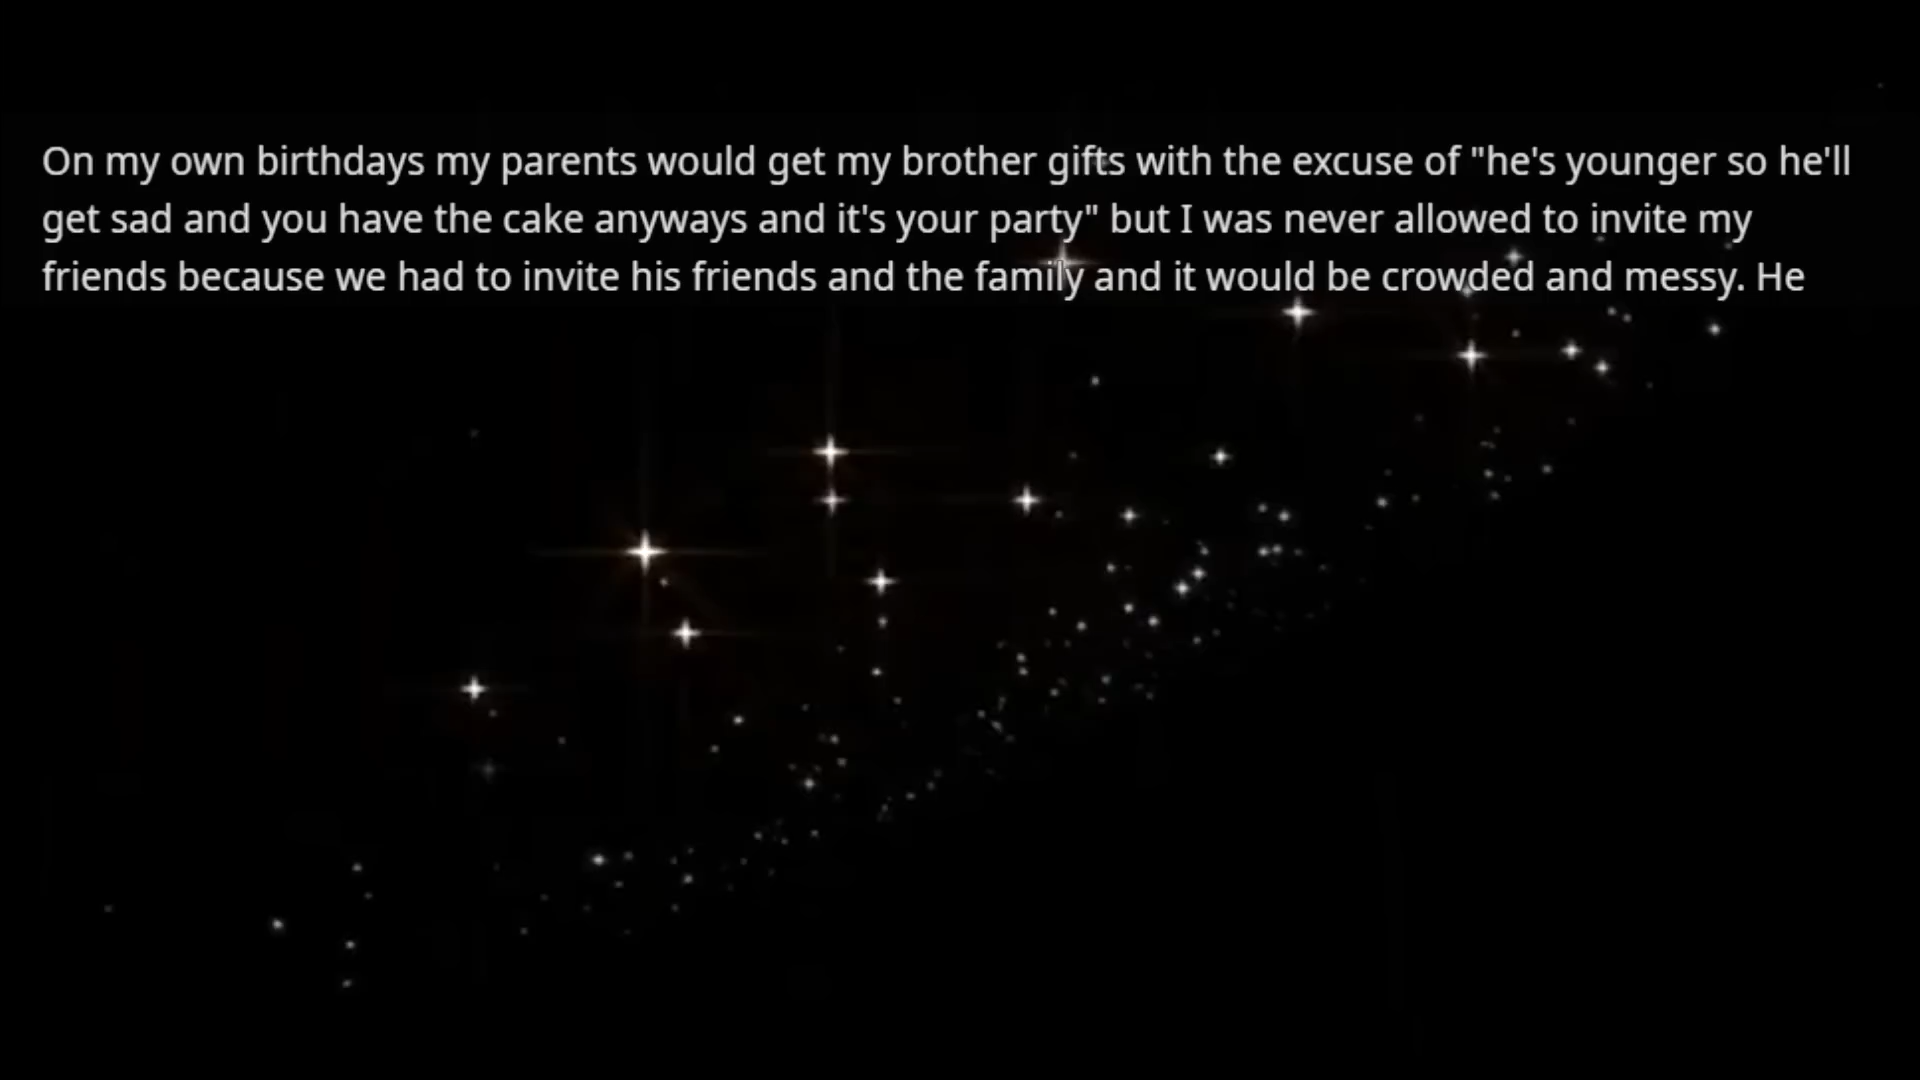 On my own birthdays my parents would get my brother gifts with the excuse of "he's younger so he'll
get sad and you have the cake anyways and it's your party" but I was never allowed to invite my
friends because we had to invite his friends and the family and it would be crowded and messy. He